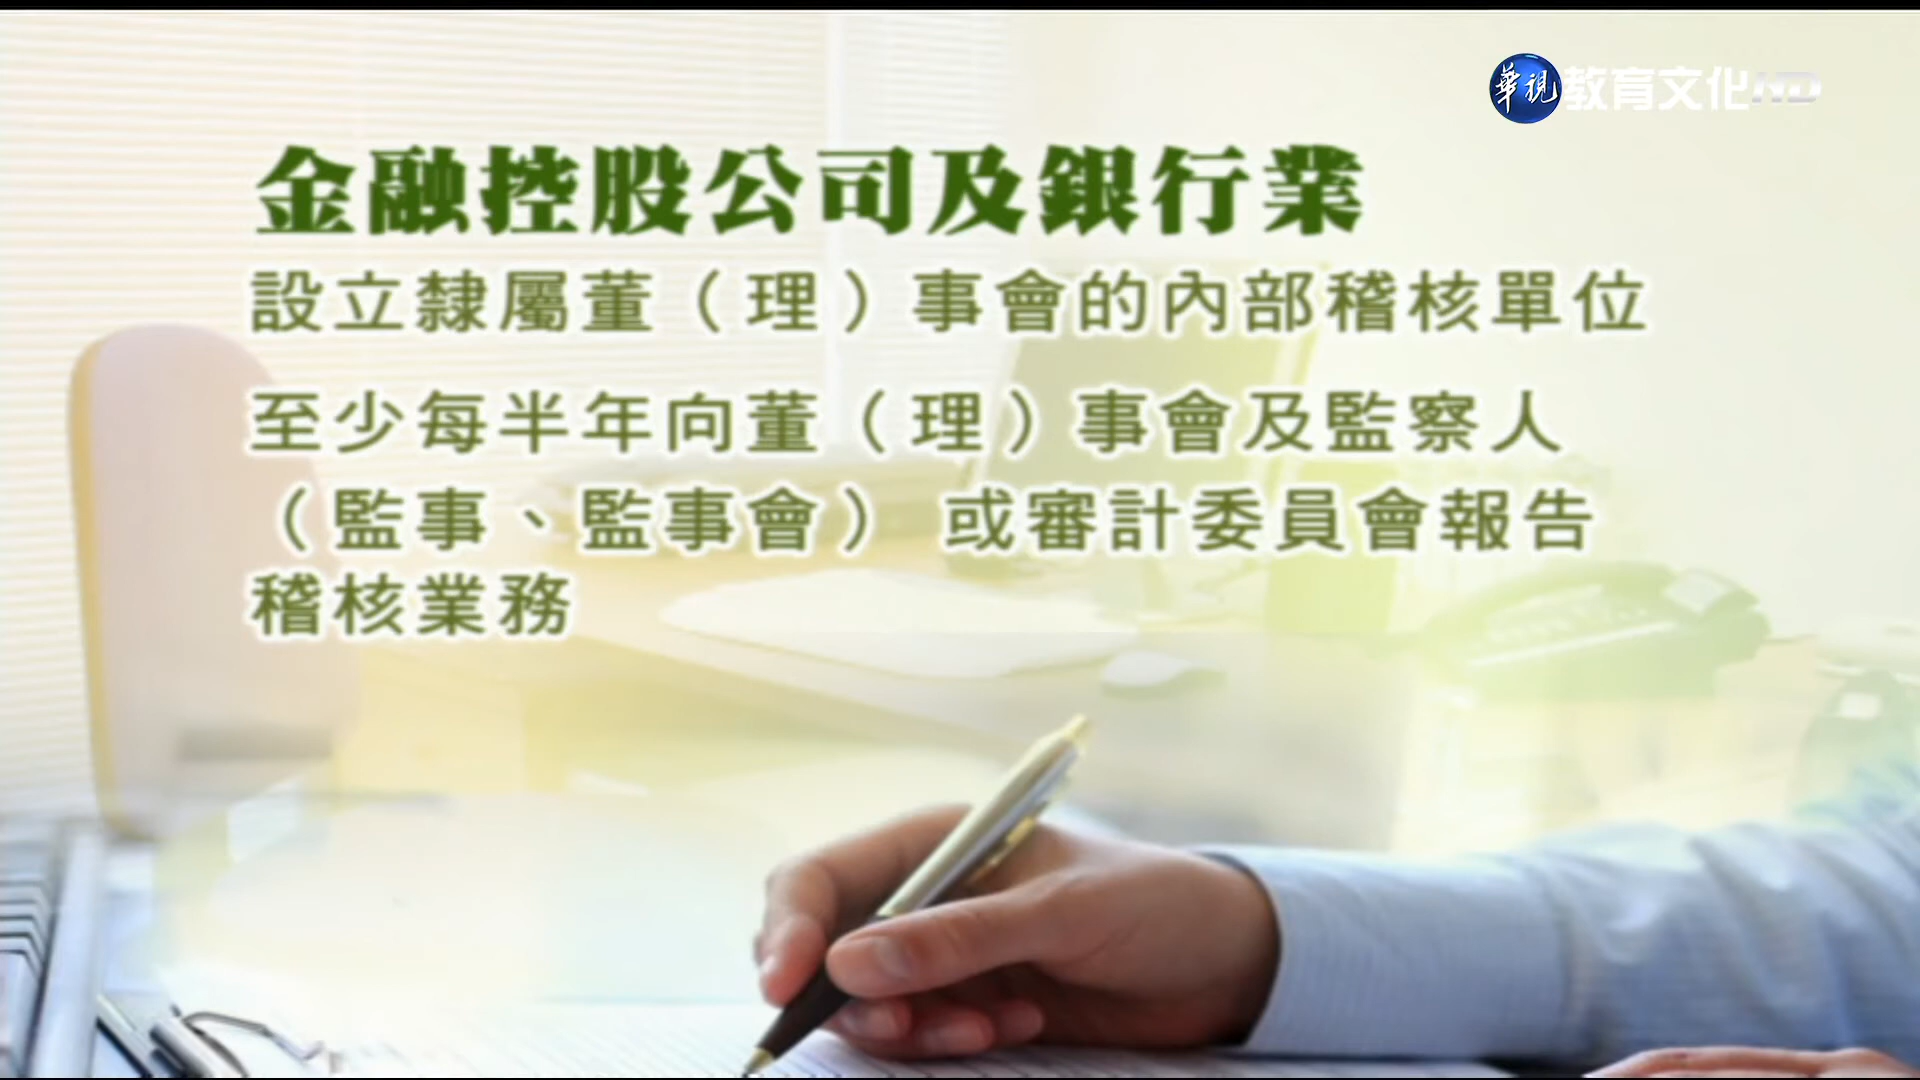 華視 教育文化HD
金融控股公司及銀行業
設立隸屬董（理）事會的內部稽核單位
至少每半年向董（理）事會及監察人
（監事、監事會） 或審計委員會報告
稽核業務